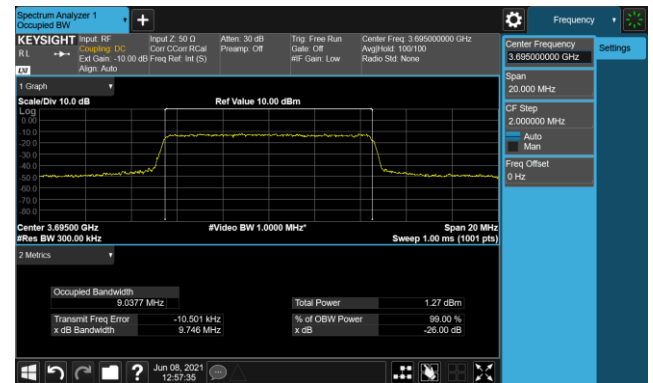 Spectrum Analyzer 1
Occupied BW
+
Frequency
KEYSIGHT
RL
LXI
Input: RF
Coupling: DC
Ext Gain: -10.00 dB
Align: Auto
Input Z: 50 Ω
Corr CCorr RCal
Freq Ref: Int (S)
Atten: 30 dB
Preamp: Off
Trig: Free Run
Gate: Off
#IF Gain: Low
Center Freq: 3.695000000 GHz
Avg|Hold: 100/100
Radio Std: None
Center Frequency
3.695000000 GHz
Settings
Span
20.000 MHz
CF Step
2.000000 MHz
Auto
Man
Freq Offset
0 Hz
1 Graph
Scale/Div 10.0 dB
Ref Value 10.00 dBm
Log
0.00
-10.0
-20.0
-30.0
-40.0
-50.0
-60.0
-70.0
-80.0
Center 3.69500 GHz
#Video BW 1.0000 MHz*
Span 20 MHz
#Res BW 300.00 kHz
Sweep 1.00 ms (1001 pts)
2 Metrics
Occupied Bandwidth
9.0377 MHz
Total Power 1.27 dBm
Transmit Freq Error -10.501 kHz
% of OBW Power 99.00 %
x dB Bandwidth 9.746 MHz
x dB -26.00 dB
?
Jun 08, 2021
12:57:35